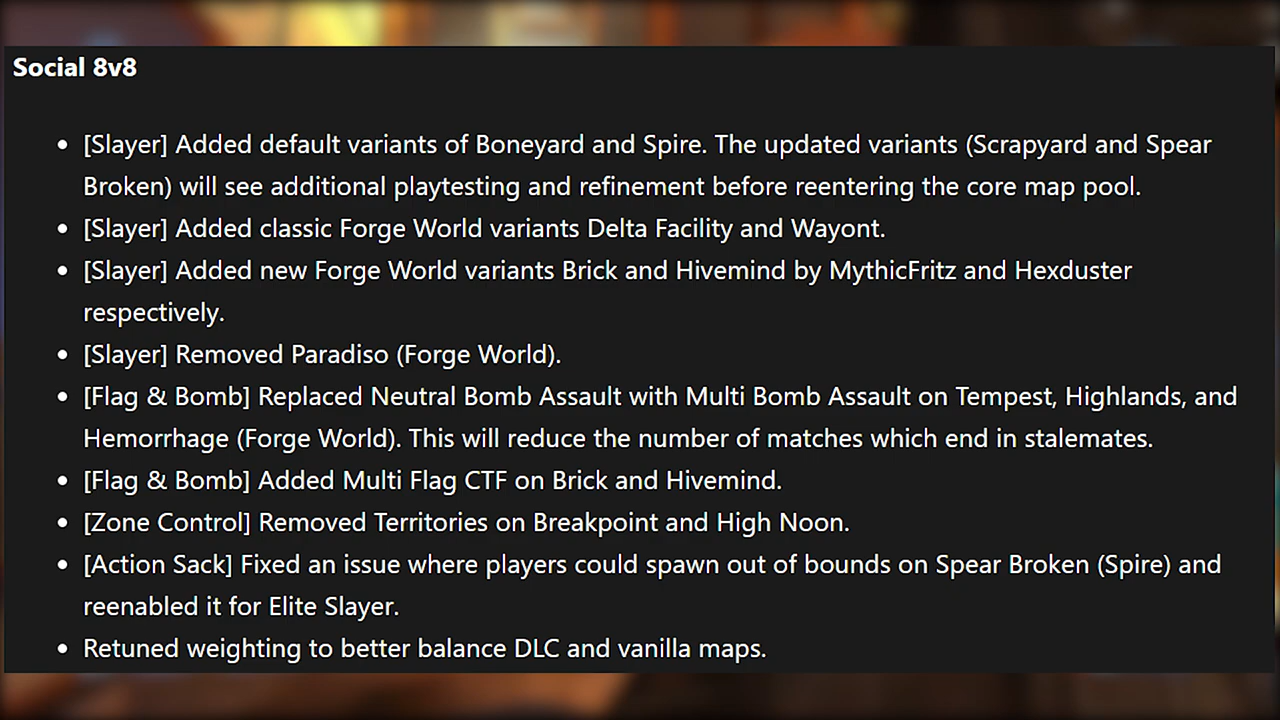 Social 8v8
• [Slayer] Added default variants of Boneyard and Spire. The updated variants (Scrapyard and Spear
Broken) will see additional playtesting and refinement before reentering the core map pool.
• [Slayer] Added classic Forge World variants Delta Facility and Wayont.
• [Slayer] Added new Forge World variants Brick and Hivemind by MythicFritz and Hexduster
respectively.
• [Slayer] Removed Paradiso (Forge World).
• [Flag & Bomb] Replaced Neutral Bomb Assault with Multi Bomb Assault on Tempest, Highlands, and
Hemorrhage (Forge World). This will reduce the number of matches which end in stalemates.
• [Flag & Bomb] Added Multi Flag CTF on Brick and Hivemind.
• [Zone Control] Removed Territories on Breakpoint and High Noon.
• [Action Sack] Fixed an issue where players could spawn out of bounds on Spear Broken (Spire) and
reenabled it for Elite Slayer.
• Retuned weighting to better balance DLC and vanilla maps.